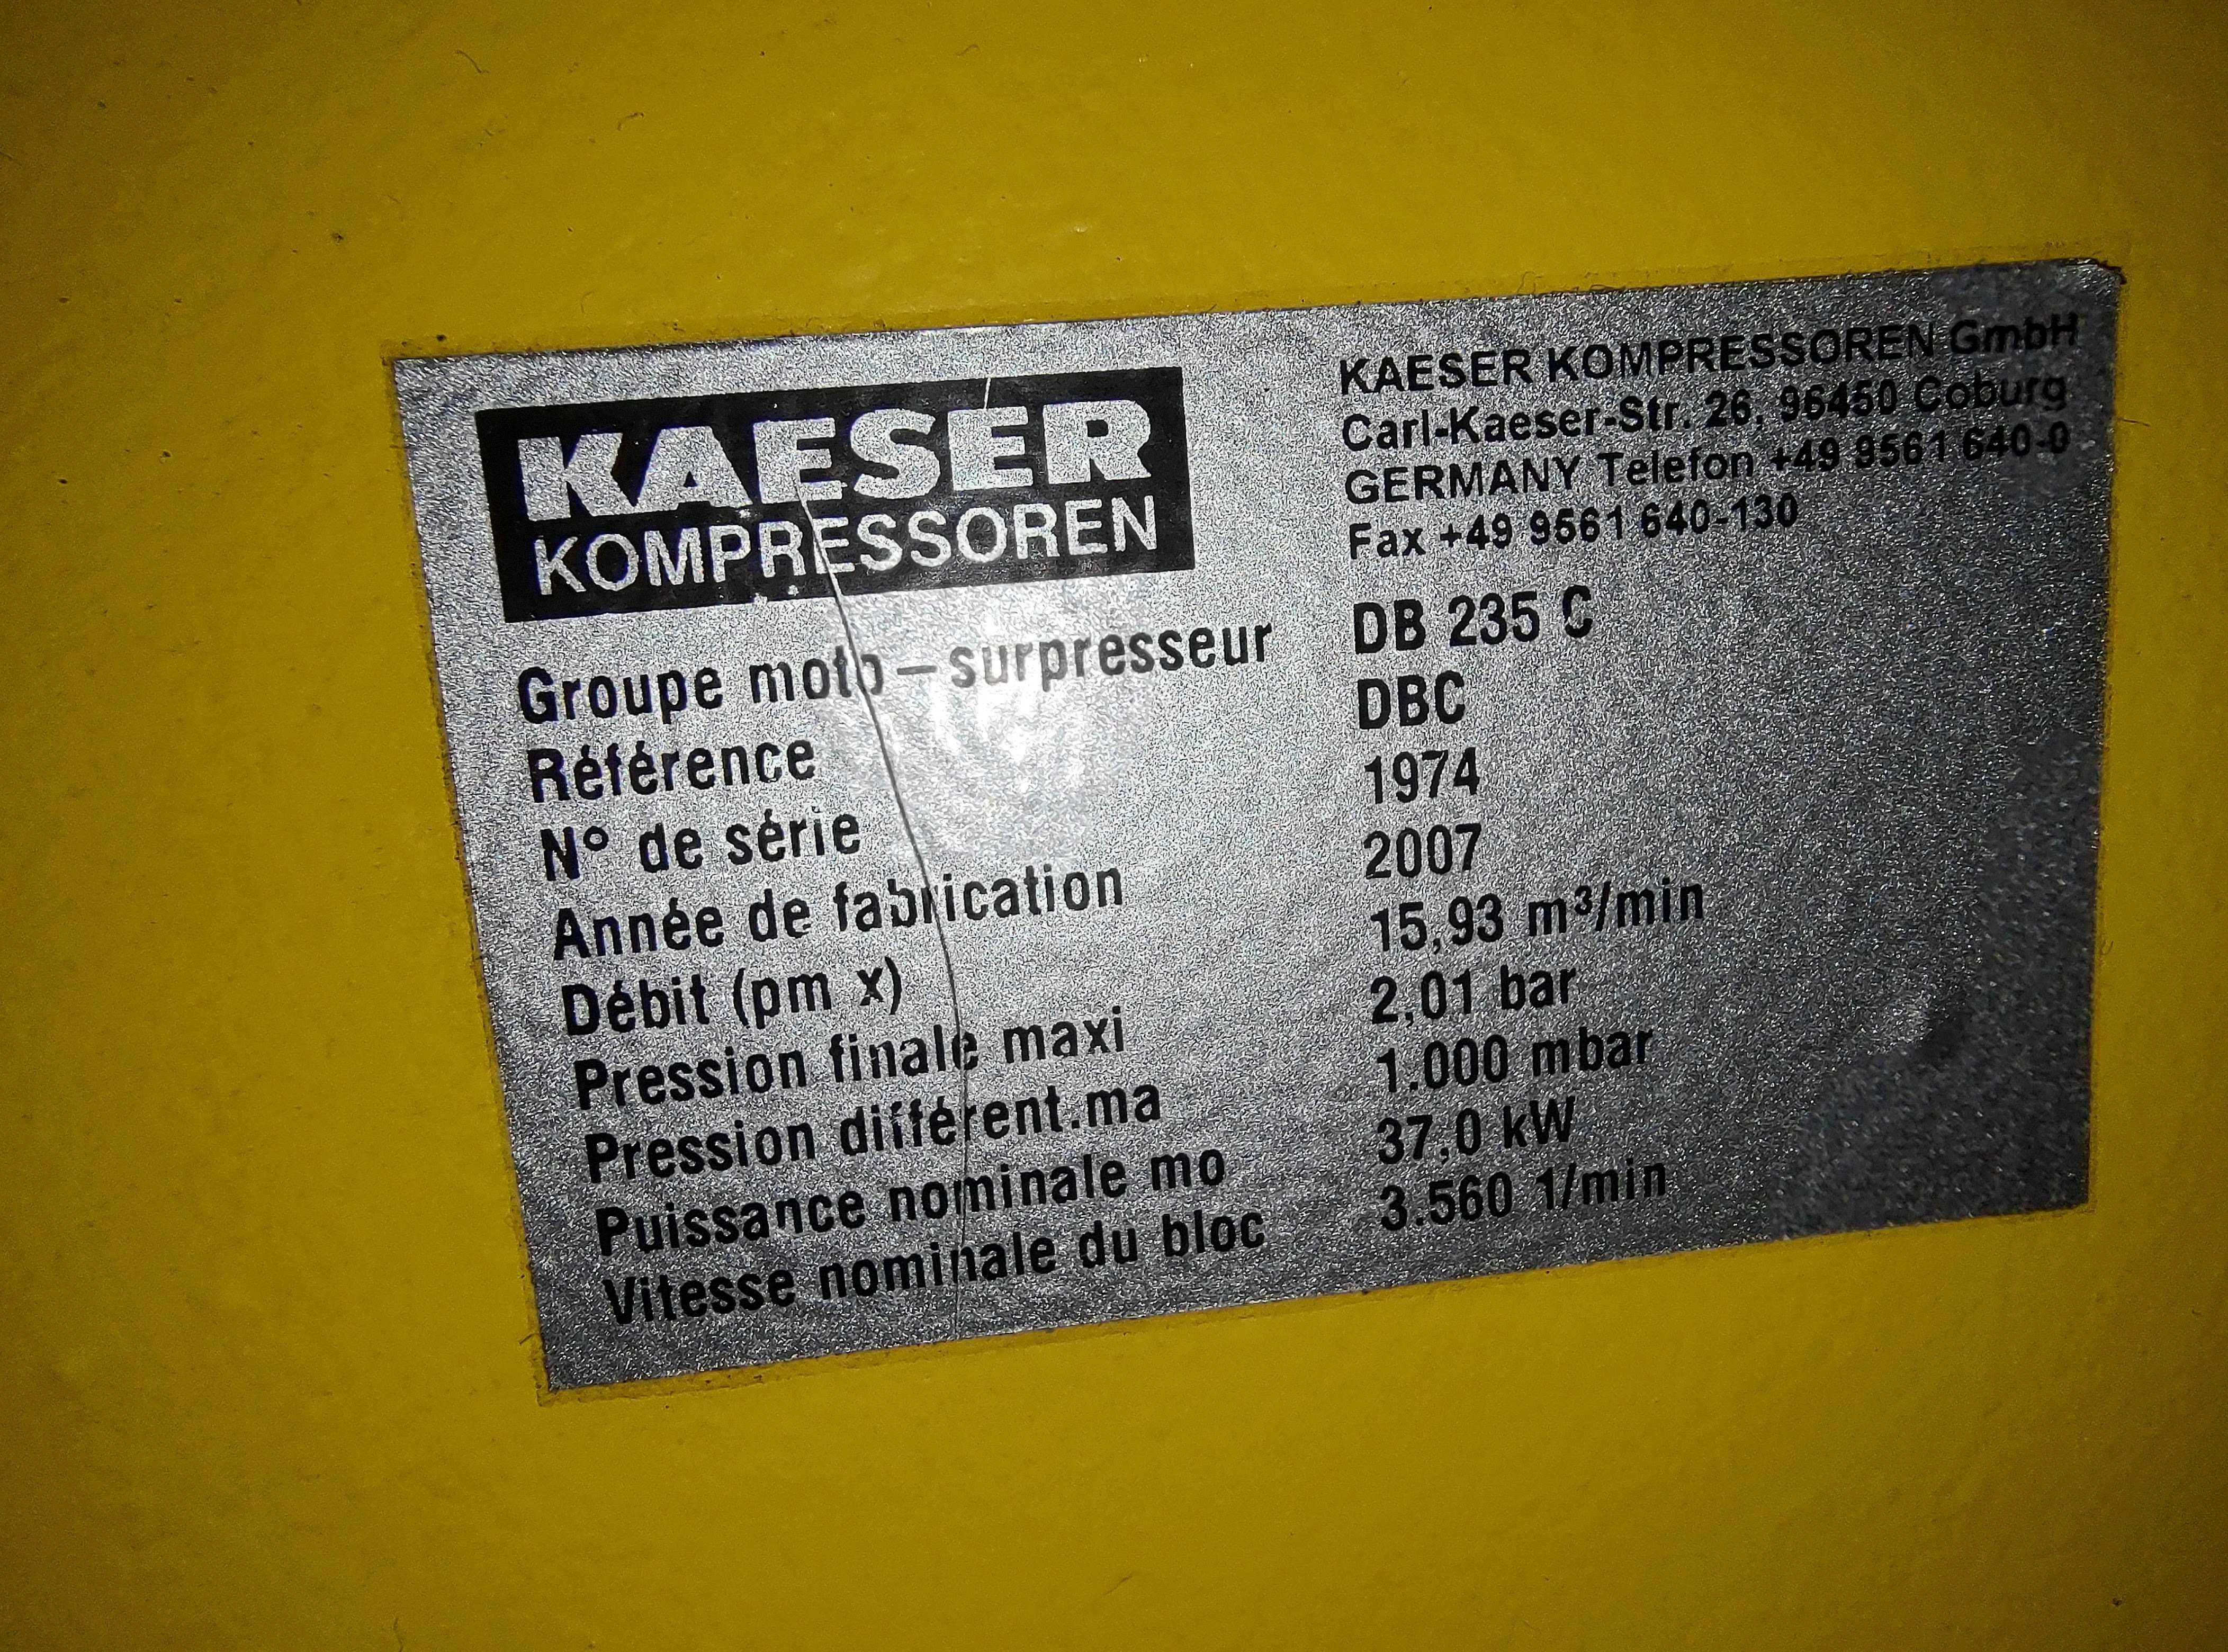 KAESER
KOMPRESSOREN
KAESER KOMPRESSOREN GmbH
Carl-Kaeser-Str. 26, 96450 Coburg
GERMANY Telefon +49 9561 640-0
Fax +49 9561 640-130
Groupe moto-surpresseur DB 235 C
Référence DBC
N° de série 1974
Année de fabrication 2007
Débit (pm x) 15,93 m³/min
Pression finale maxi 2,01 bar
Pression différent.ma 1.000 mbar
Puissance nominale mo 37,0 kW
Vitesse nominale du bloc 3.560 1/min